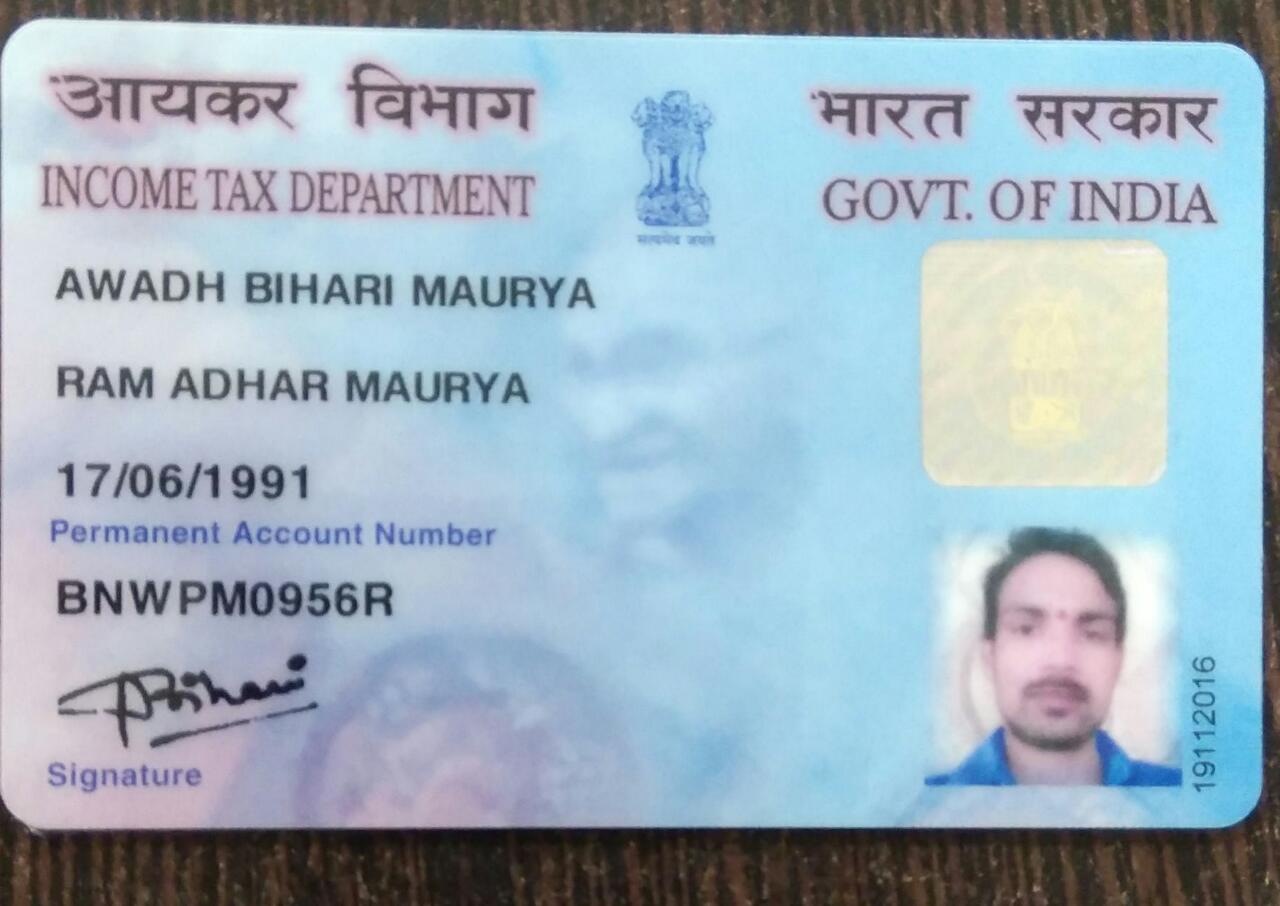 आयकर विभाग
INCOME TAX DEPARTMENT
सत्यमेव जयते
भारत सरकार
GOVT. OF INDIA
AWADH BIHARI MAURYA
RAM ADHAR MAURYA
17/06/1991
Permanent Account Number
BNWPM0956R
Signature
19112016